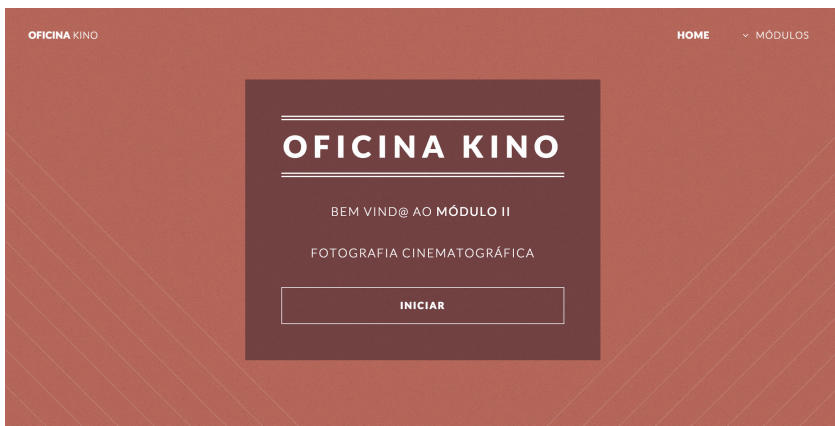 OFICINA KINO
HOME
MÓDULOS
OFICINA KINO
BEM VIND@ AO MÓDULO II
FOTOGRAFIA CINEMATOGRÁFICA
INICIAR